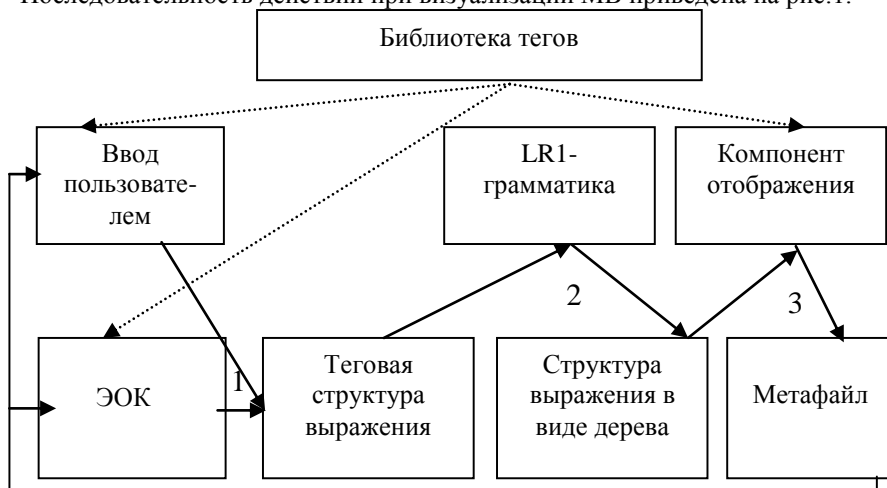 Последовательность действий при визуализации МВ приведена на рис.1.
Библиотека тегов
Ввод
пользовате-
лем
LR1-
грамматика
Компонент
отображения
1
2
3
ЭОК
Теговая
структура
выражения
Структура
выражения в
виде дерева
Метафайл